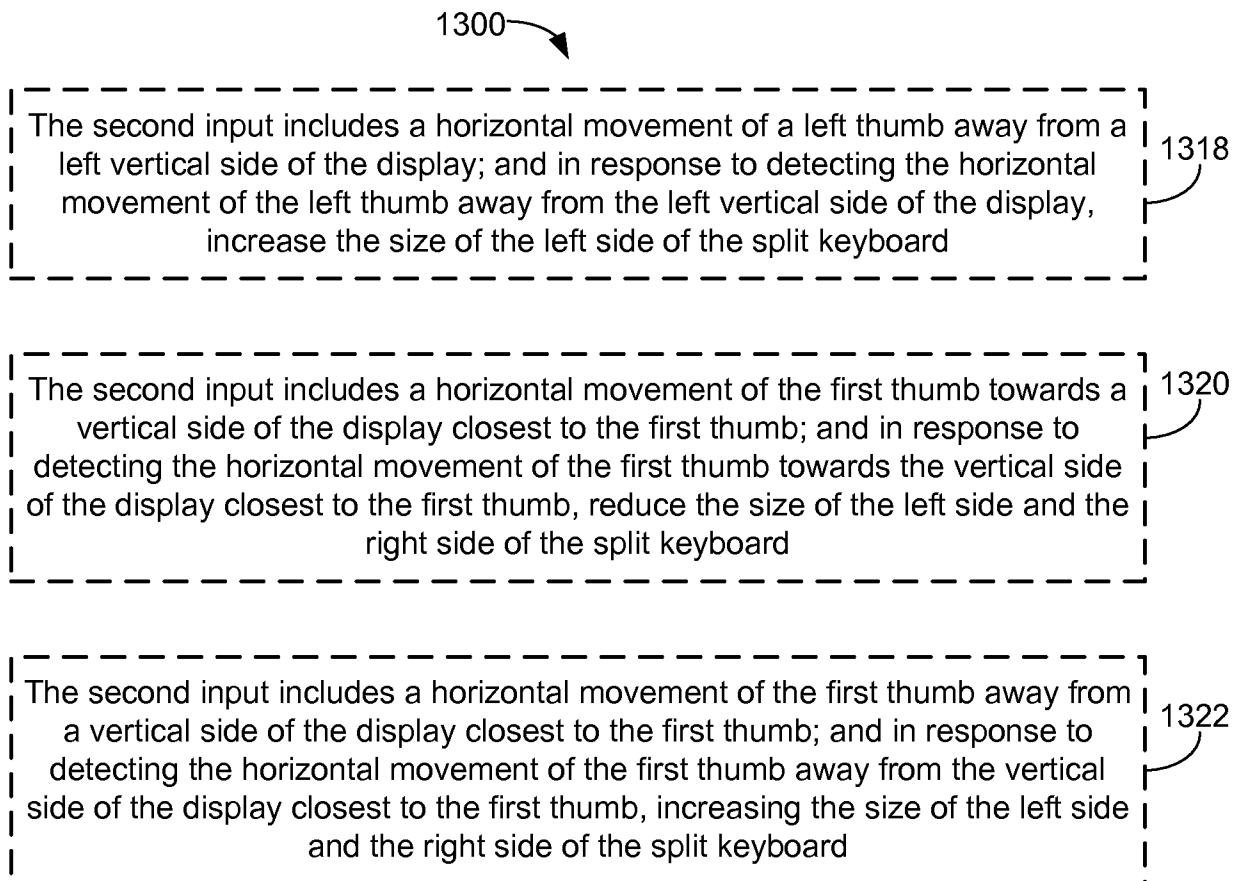 1300
The second input includes a horizontal movement of a left thumb away from a
left vertical side of the display; and in response to detecting the horizontal
movement of the left thumb away from the left vertical side of the display,
increase the size of the left side of the split keyboard
1318
The second input includes a horizontal movement of the first thumb towards a
vertical side of the display closest to the first thumb; and in response to
detecting the horizontal movement of the first thumb towards the vertical side
of the display closest to the first thumb, reduce the size of the left side and the
right side of the split keyboard
1320
The second input includes a horizontal movement of the first thumb away from
a vertical side of the display closest to the first thumb; and in response to
detecting the horizontal movement of the first thumb away from the vertical
side of the display closest to the first thumb, increasing the size of the left side
and the right side of the split keyboard
1322